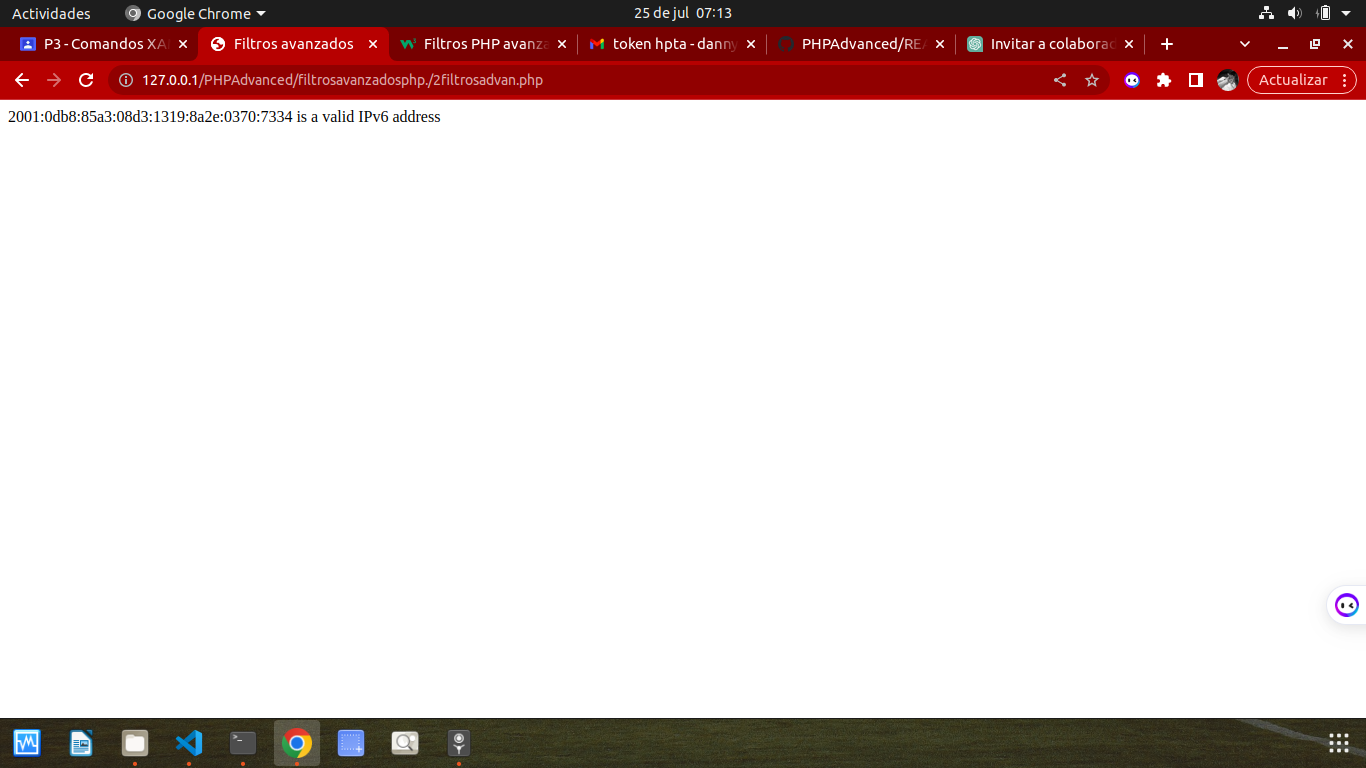 Actividades Google Chrome 25 de jul 07:13
P3 - Comandos XA Filtros avanzados Filtros PHP avanza token hpta - danny PHPAdvanced/REA Invitar a colaborad
127.0.0.1/PHPAdvanced/filtrosavanzadosphp./2filtrosadvan.php Actualizar
2001:0db8:85a3:08d3:1319:8a2e:0370:7334 is a valid IPv6 address